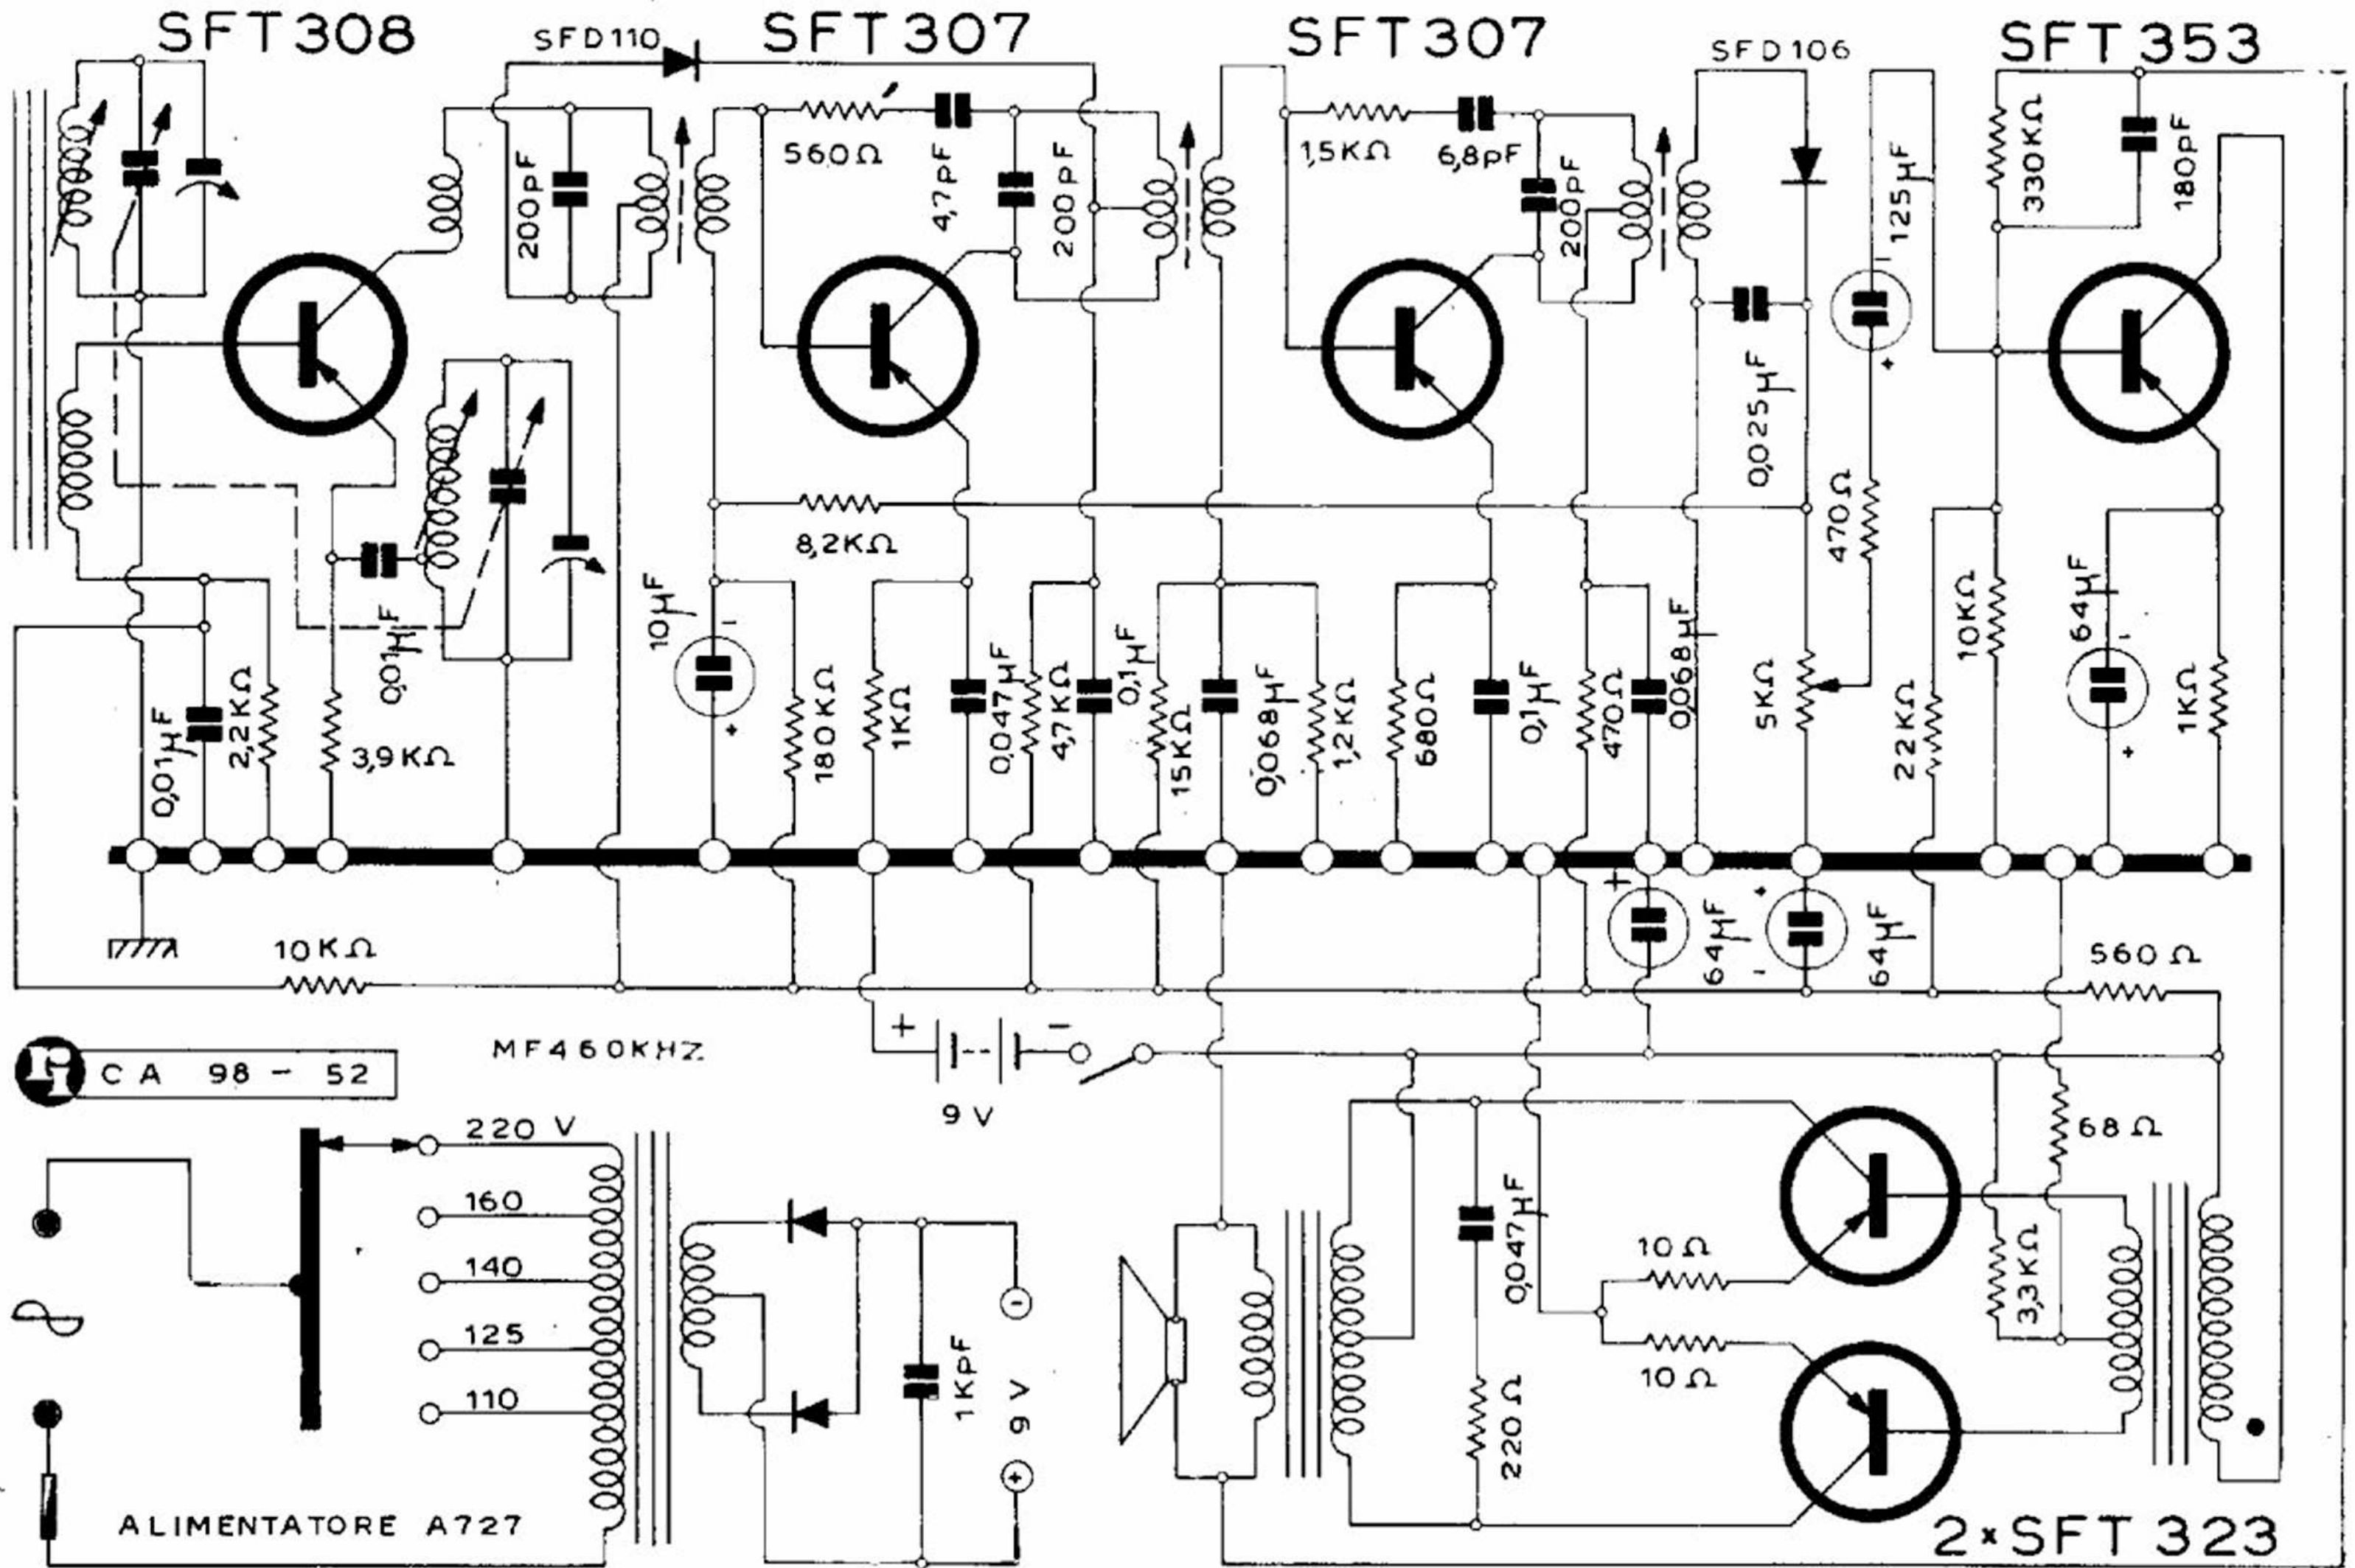 SFT308
SFD110
SFT307
SFT307
SFD106
SFT353
200pF
560Ω
4,7pF
200pF
1,5KΩ
6,8pF
200pF
0,025µF
125µF
330KΩ
180pF
8,2KΩ
470Ω
0,01µF
2,2KΩ
3,9KΩ
0,01µF
10µF
180KΩ
1KΩ
0,047µF
4,7KΩ
0,1µF
15KΩ
0,068µF
1,2KΩ
680Ω
0,1µF
470Ω
0,068µF
5KΩ
22KΩ
10KΩ
64µF
1KΩ
10KΩ
64µF
64µF
560Ω
CA 98 - 52
MF460KHZ
+ -
9V
220 V
160
140
125
110
1KpF
9V
0,047µF
220Ω
10Ω
10Ω
68Ω
3,3KΩ
ALIMENTATORE A727
2×SFT 323